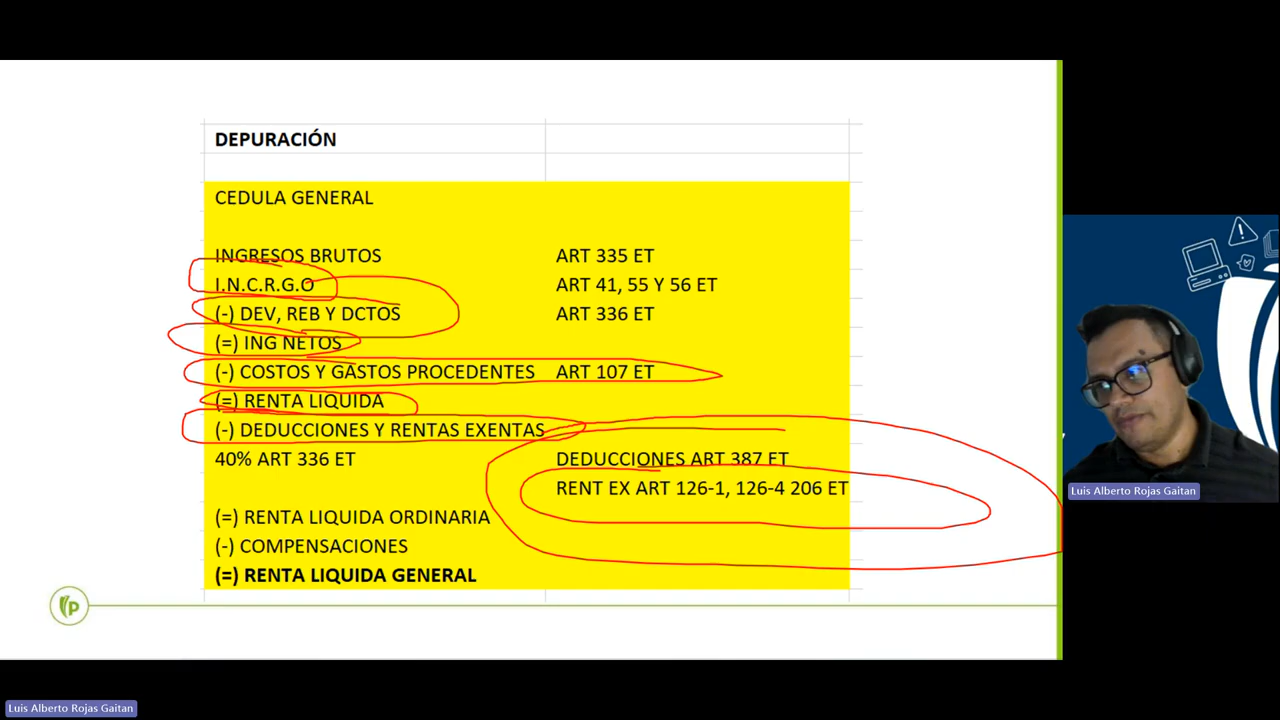 DEPURACIÓN
CEDULA GENERAL
INGRESOS BRUTOS ART 335 ET
I.N.C.R.G.O ART 41, 55 Y 56 ET
(-) DEV, REB Y DCTOS ART 336 ET
(=) ING NETOS
(-) COSTOS Y GASTOS PROCEDENTES ART 107 ET
(=) RENTA LIQUIDA
(-) DEDUCCIONES Y RENTAS EXENTAS
40% ART 336 ET DEDUCCIONES ART 387 ET
RENT EX ART 126-1, 126-4 206 ET
(=) RENTA LIQUIDA ORDINARIA
(-) COMPENSACIONES
(=) RENTA LIQUIDA GENERAL
P
Luis Alberto Rojas Gaitan
Luis Alberto Rojas Gaitan